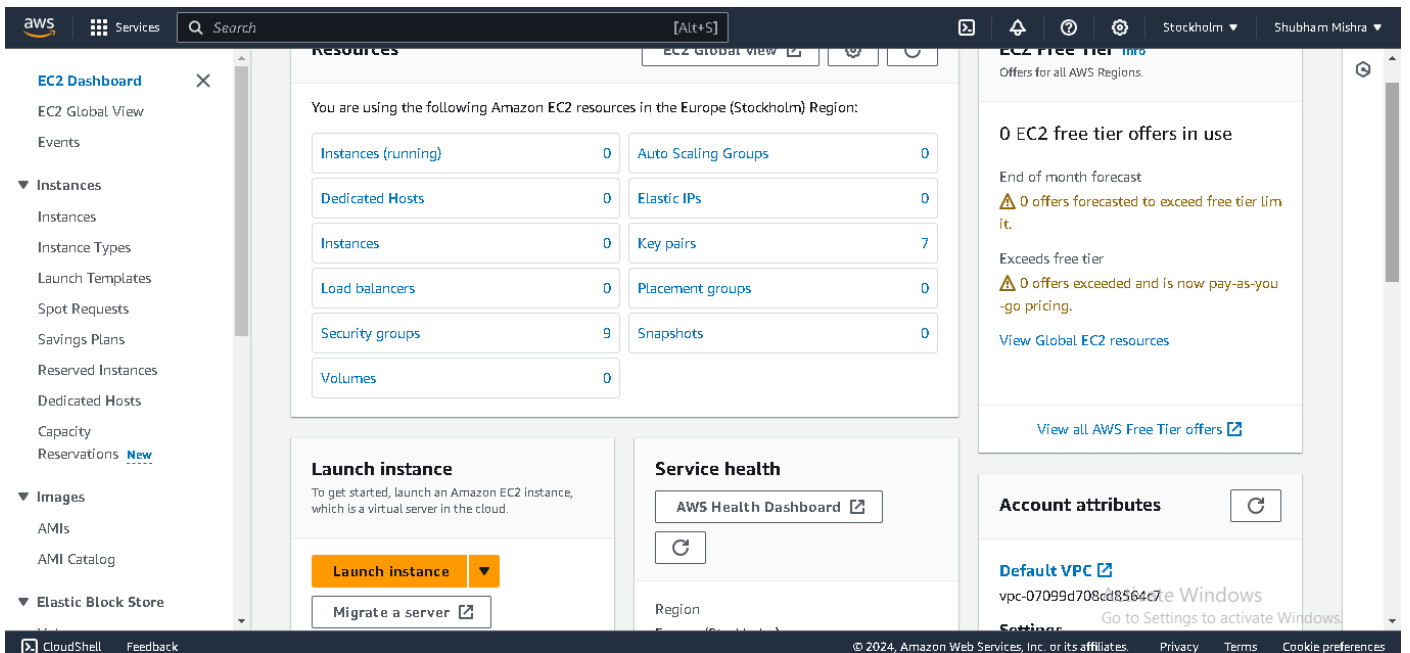 aws
Services
Search
[Alt+S]
Stockholm ▼
Shubham Mishra ▼
EC2 Dashboard
EC2 Global View
Events
▼ Instances
Instances
Instance Types
Launch Templates
Spot Requests
Savings Plans
Reserved Instances
Dedicated Hosts
Capacity
Reservations New
▼ Images
AMIs
AMI Catalog
▼ Elastic Block Store
Resources
EC2 Global View
You are using the following Amazon EC2 resources in the Europe (Stockholm) Region:
Instances (running) 0
Auto Scaling Groups 0
Dedicated Hosts 0
Elastic IPs 0
Instances 0
Key pairs 7
Load balancers 0
Placement groups 0
Security groups 9
Snapshots 0
Volumes 0
Launch instance
To get started, launch an Amazon EC2 instance,
which is a virtual server in the cloud.
Launch instance
Migrate a server
Service health
AWS Health Dashboard
Region
Europe (Stockholm)
EC2 Free Tier Info
Offers for all AWS Regions.
0 EC2 free tier offers in use
End of month forecast
0 offers forecasted to exceed free tier lim
it.
Exceeds free tier
0 offers exceeded and is now pay-as-you
-go pricing.
View Global EC2 resources
View all AWS Free Tier offers
Account attributes
Default VPC
vpc-07099d708cd8564c7
Settings
Activate Windows
Go to Settings to activate Windows.
CloudShell
Feedback
© 2024, Amazon Web Services, Inc. or its affiliates.
Privacy
Terms
Cookie preferences